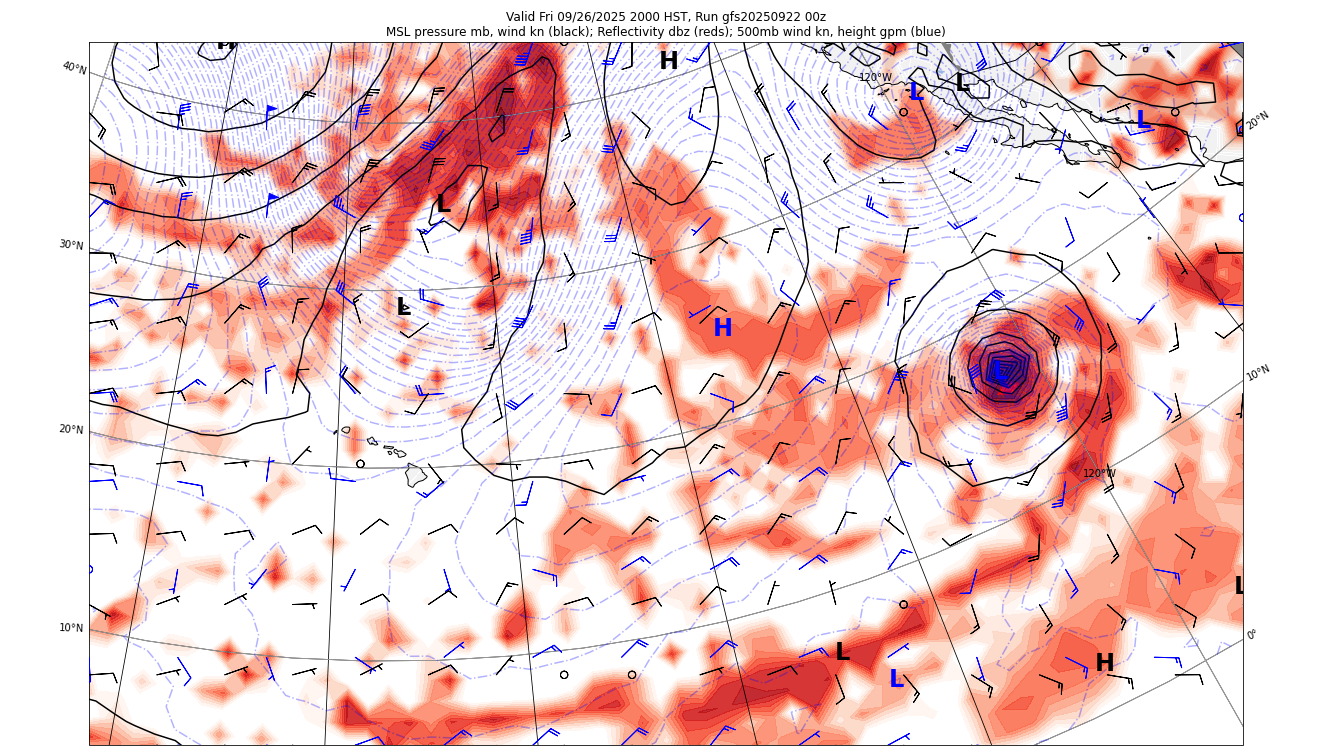 Valid Fri 09/26/2025 2000 HST, Run gfs20250922 00z
MSL pressure mb, wind kn (black); Reflectivity dbz (reds); 500mb wind kn, height gpm (blue)
H
H
40°N
120°W
L
L
L
20°N
L
30°N
L
H
L
10°N
20°N
120°W
L
10°N
0°
L
H
L